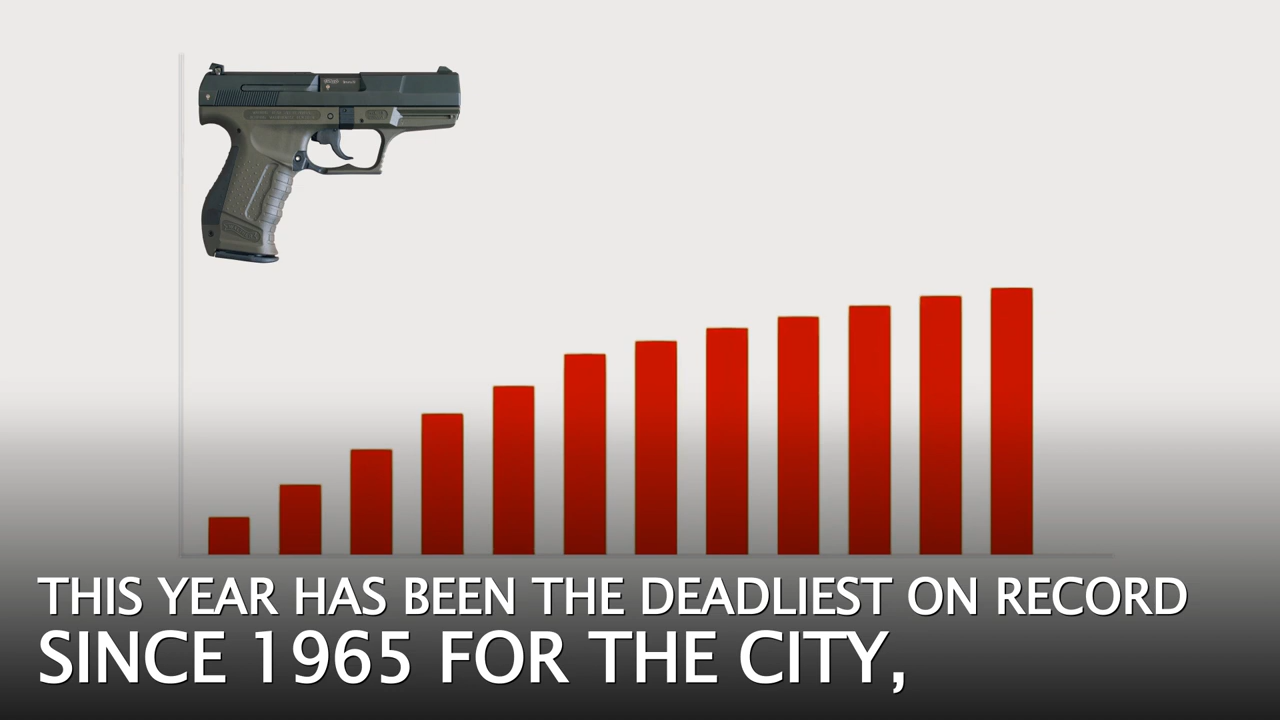 THIS YEAR HAS BEEN THE DEADLIEST ON RECORD
SINCE 1965 FOR THE CITY,